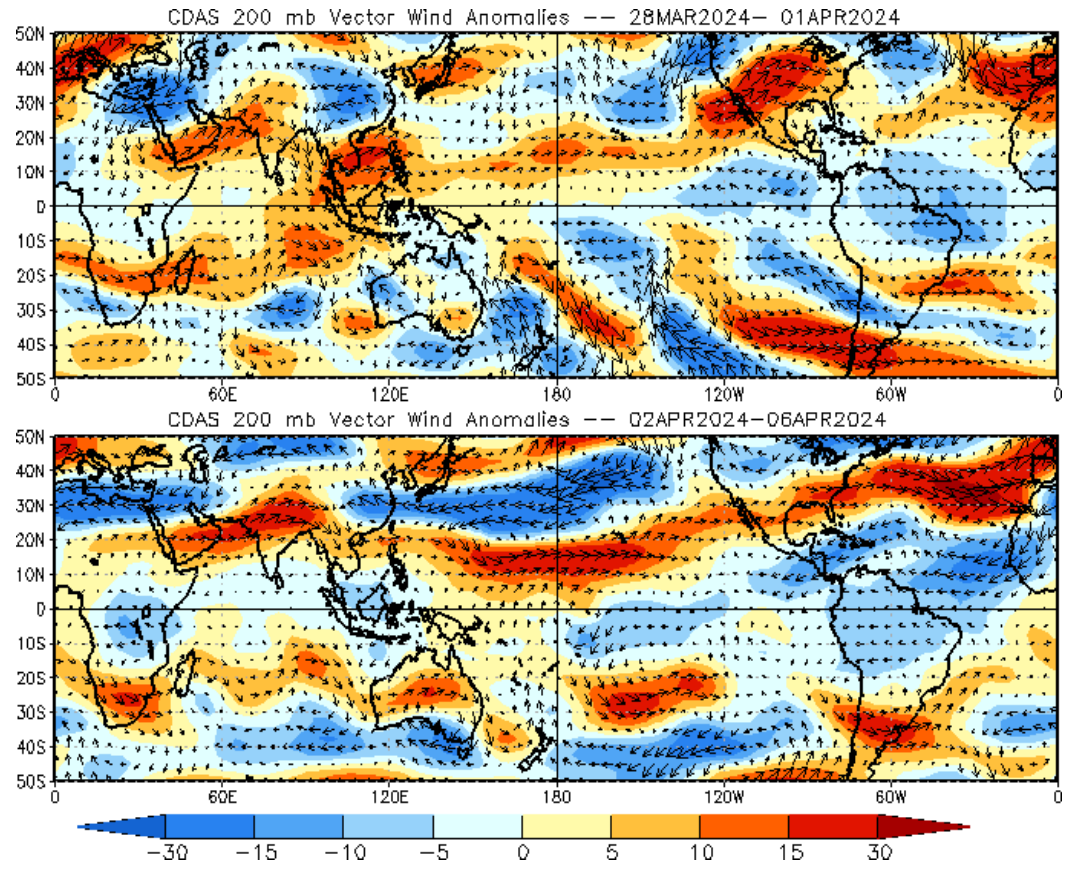 CDAS 200 mb Vector Wind Anomalies -- 28MAR2024- 01APR2024
50N
40N
30N
20N
10N
0
10S
20S
30S
40S
50S
0 60E 120E 180 120W 60W 0
CDAS 200 mb Vector Wind Anomalies -- 02APR2024-06APR2024
50N
40N
30N
20N
10N
0
10S
20S
30S
40S
50S
0 60E 120E 180 120W 60W 0
-30 -15 -10 -5 0 5 10 15 30